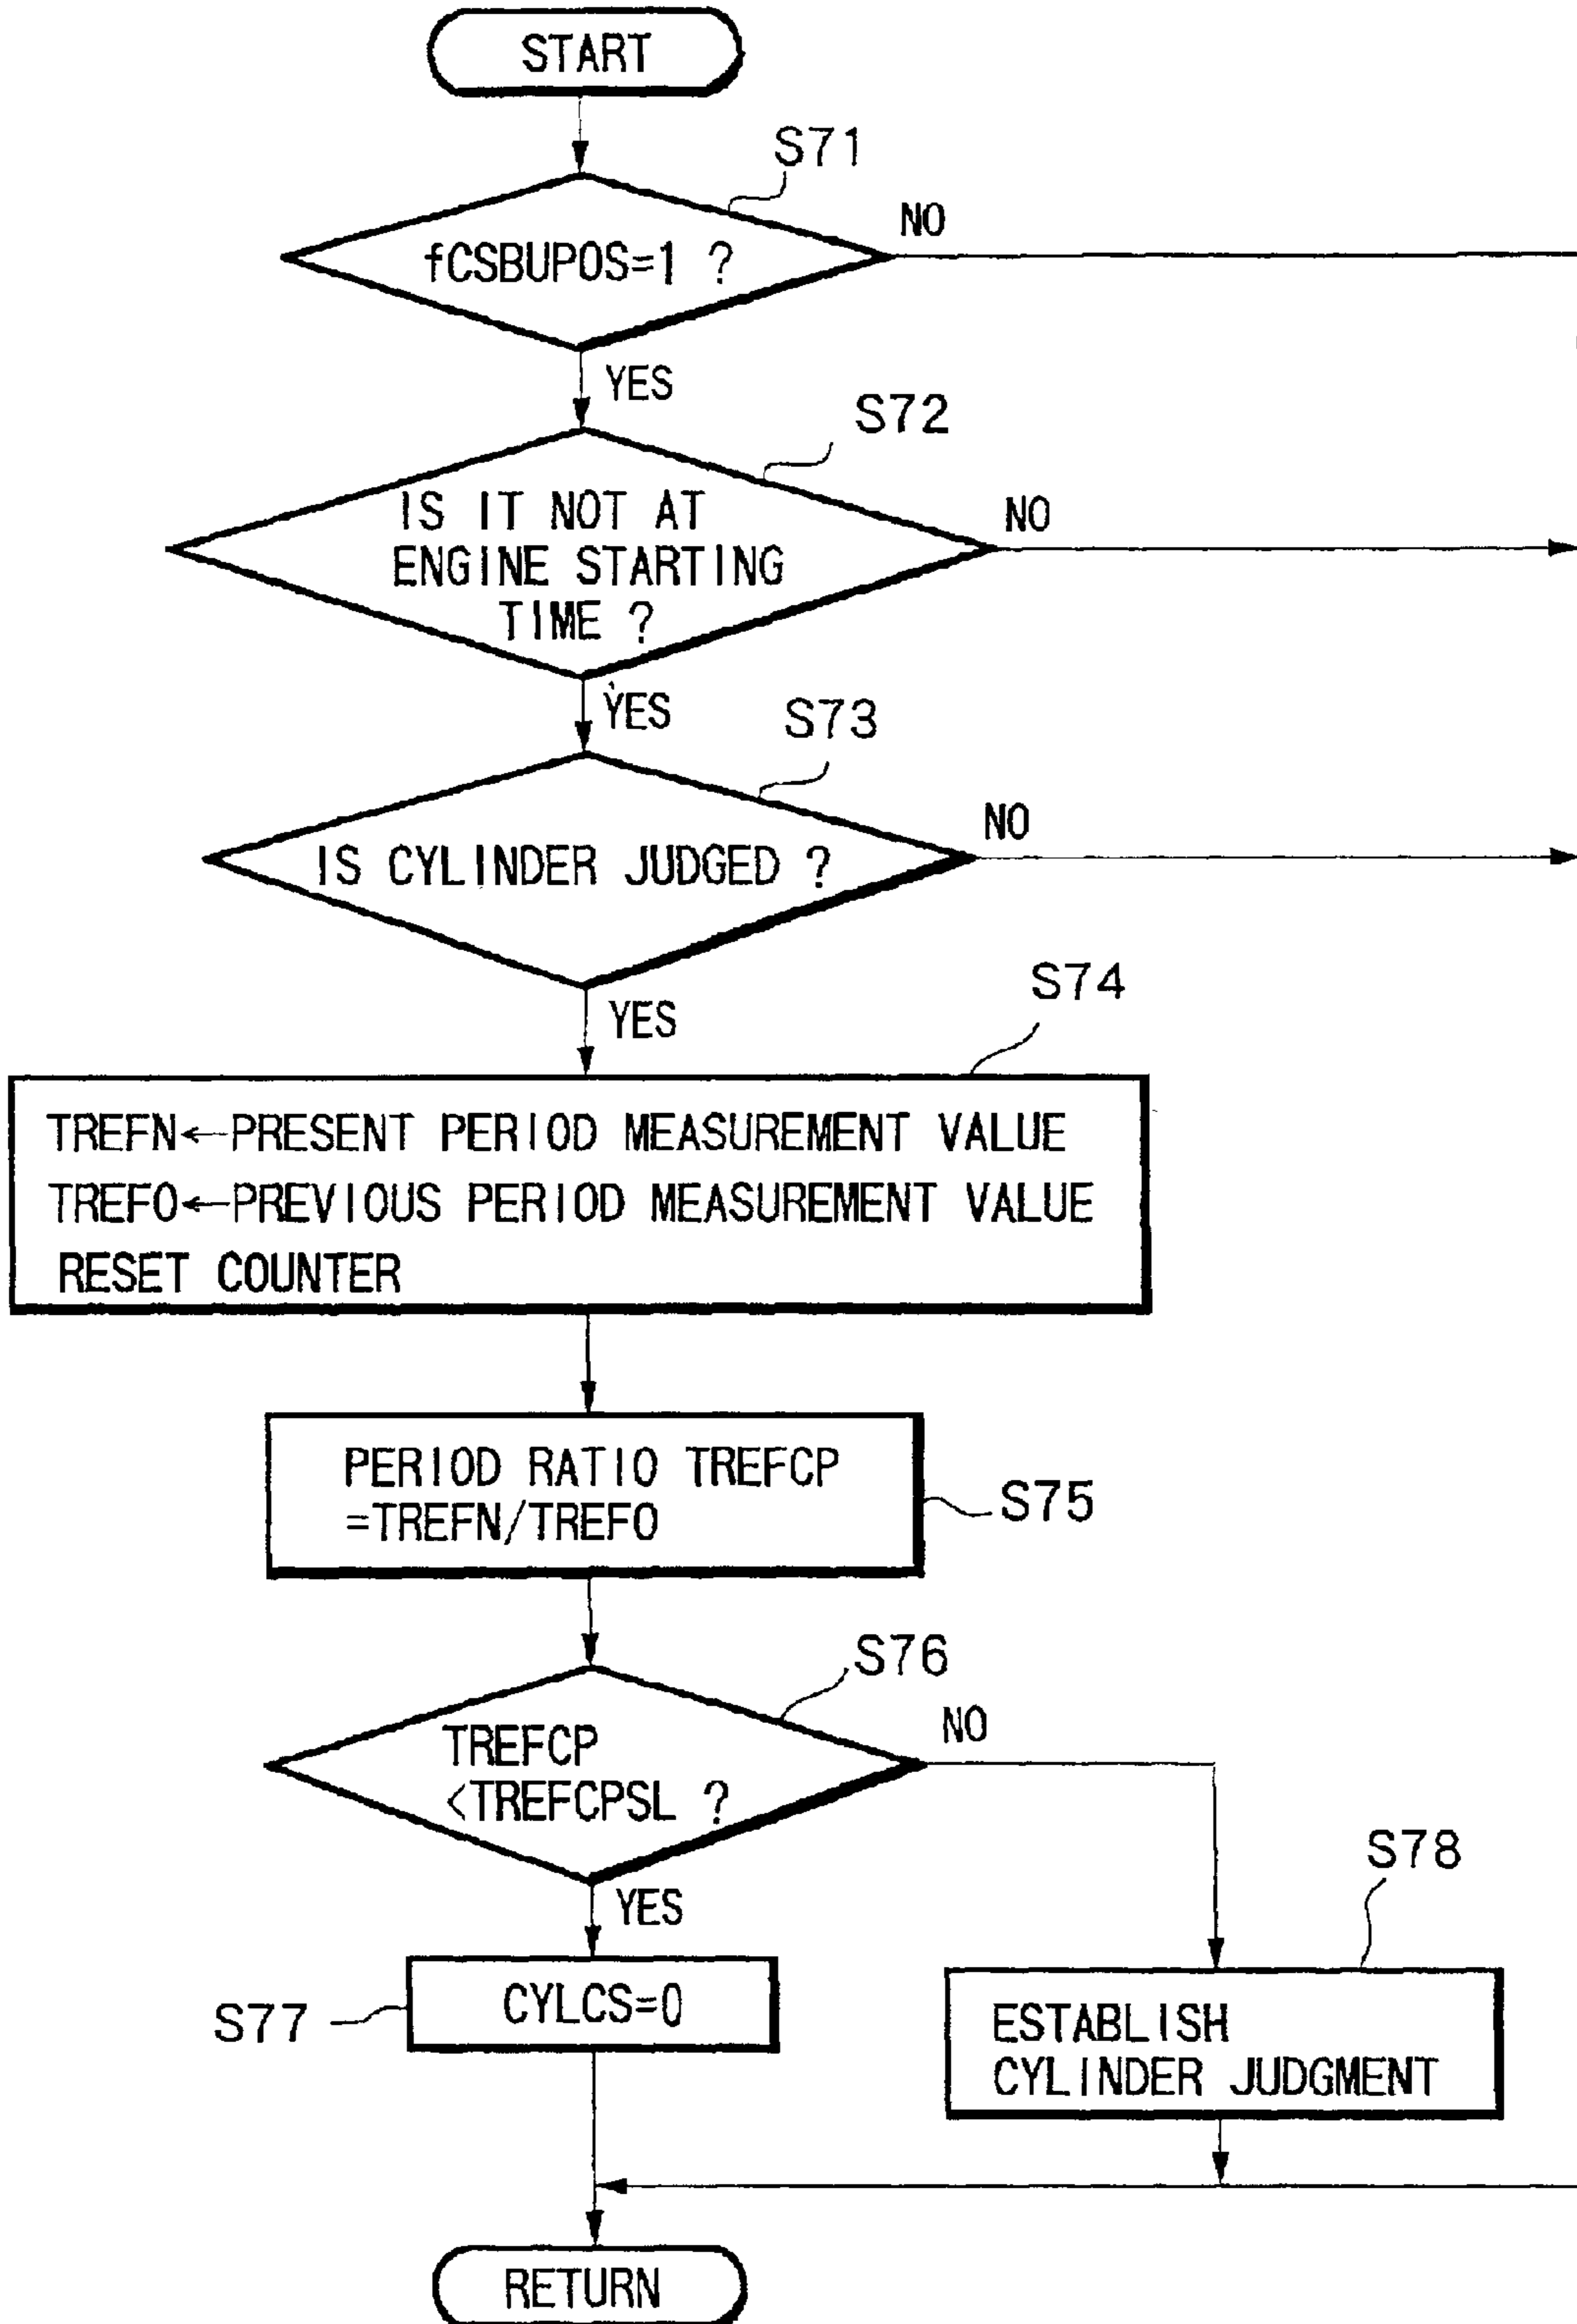 START
S71
fCSBUPOS=1 ?
NO
YES
S72
IS IT NOT AT
ENGINE STARTING
TIME ?
NO
YES
S73
IS CYLINDER JUDGED ?
NO
YES
S74
TREFN←PRESENT PERIOD MEASUREMENT VALUE
TREFO←PREVIOUS PERIOD MEASUREMENT VALUE
RESET COUNTER
PERIOD RATIO TREFCP
=TREFN/TREFO
S75
S76
TREFCP
<TREFCPSL ?
NO
YES
S77
CYLCS=0
S78
ESTABLISH
CYLINDER JUDGMENT
RETURN